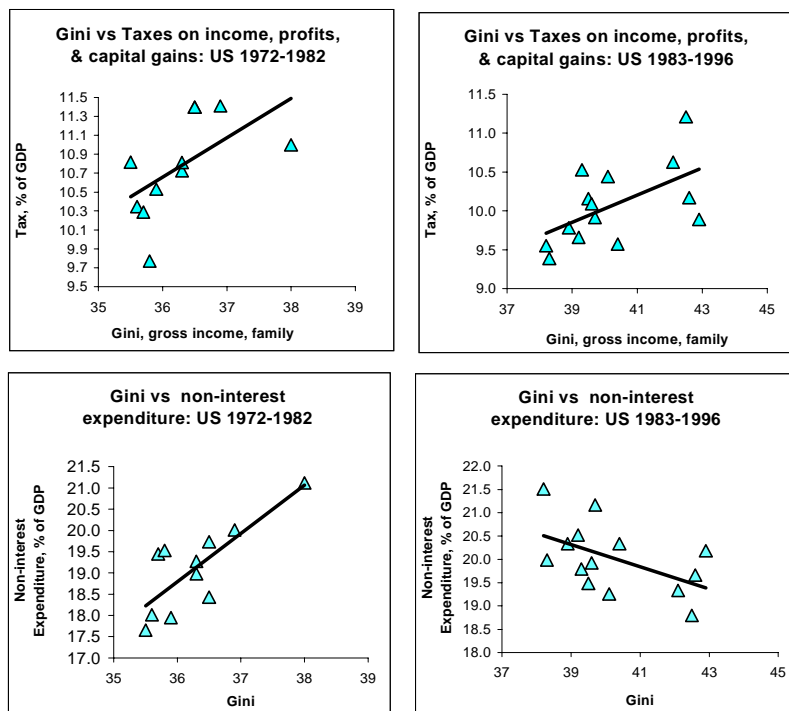 Gini vs Taxes on income, profits,
& capital gains: US 1972-1982
11.5
11.3
11.1
10.9
10.7
10.5
10.3
10.1
9.9
9.7
9.5
Tax, % of GDP
35 36 37 38 39
Gini, gross income, family
Gini vs Taxes on income, profits,
& capital gains: US 1983-1996
11.5
11.0
10.5
10.0
9.5
9.0
Tax, % of GDP
37 39 41 43 45
Gini, gross income, family
Gini vs non-interest
expenditure: US 1972-1982
21.5
21.0
20.5
20.0
19.5
19.0
18.5
18.0
17.5
17.0
Non-interest
Expenditure, % of GDP
35 36 37 38 39
Gini
Gini vs non-interest
expenditure: US 1983-1996
22.0
21.5
21.0
20.5
20.0
19.5
19.0
18.5
18.0
Non-interest
Expenditure, % of GDP
37 39 41 43 45
Gini